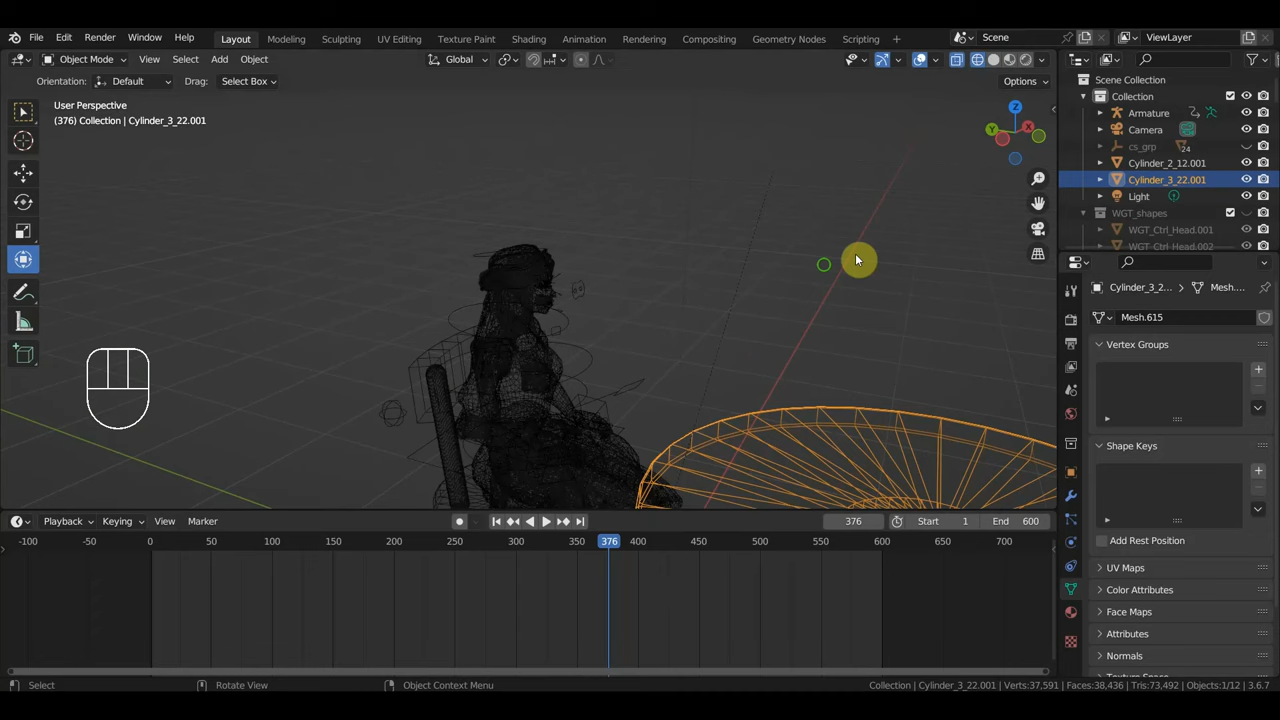 File Edit Render Window Help Layout Modeling Sculpting UV Editing Texture Paint Shading Animation Rendering Compositing Geometry Nodes Scripting + Scene ViewLayer
Object Mode View Select Add Object Global
Orientation: Default Drag: Select Box Options
User Perspective
(376) Collection | Cylinder_3_22.001
Z
Y
X
Scene Collection
Collection
Armature
Camera
cs_grp 24
Cylinder_2_12.001
Cylinder_3_22.001
Light
WGT_shapes
WGT_Ctrl_Head.001
WGT_Ctrl_Head.002
Cylinder_3_2... > Mesh....
Mesh.615
Vertex Groups
Shape Keys
Add Rest Position
UV Maps
Color Attributes
Face Maps
Attributes
Normals
Texture Space
Playback Keying View Marker 376 Start 1 End 600
-100 -50 0 50 100 150 200 250 300 350 376 400 450 500 550 600 650 700
Select Rotate View Object Context Menu Collection | Cylinder_3_22.001 | Verts:37,591 | Faces:38,436 | Tris:73,492 | Objects:1/12 | 3.6.7